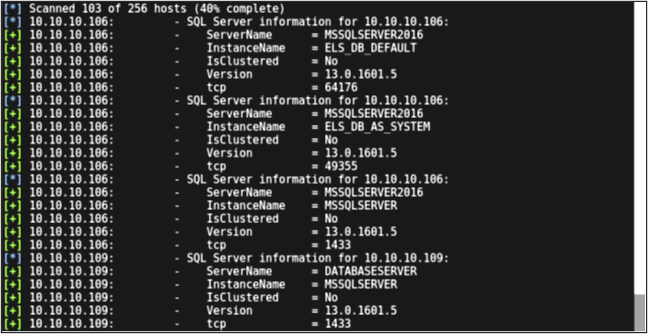 [*] Scanned 103 of 256 hosts (40% complete)
[*] 10.10.10.106: - SQL Server information for 10.10.10.106:
[+] 10.10.10.106: - ServerName = MSSQLSERVER2016
[+] 10.10.10.106: - InstanceName = ELS_DB_DEFAULT
[+] 10.10.10.106: - IsClustered = No
[+] 10.10.10.106: - Version = 13.0.1601.5
[+] 10.10.10.106: - tcp = 64176
[*] 10.10.10.106: - SQL Server information for 10.10.10.106:
[+] 10.10.10.106: - ServerName = MSSQLSERVER2016
[+] 10.10.10.106: - InstanceName = ELS_DB_AS_SYSTEM
[+] 10.10.10.106: - IsClustered = No
[+] 10.10.10.106: - Version = 13.0.1601.5
[+] 10.10.10.106: - tcp = 49355
[*] 10.10.10.106: - SQL Server information for 10.10.10.106:
[+] 10.10.10.106: - ServerName = MSSQLSERVER2016
[+] 10.10.10.106: - InstanceName = MSSQLSERVER
[+] 10.10.10.106: - IsClustered = No
[+] 10.10.10.106: - Version = 13.0.1601.5
[+] 10.10.10.106: - tcp = 1433
[*] 10.10.10.109: - SQL Server information for 10.10.10.109:
[+] 10.10.10.109: - ServerName = DATABASESERVER
[+] 10.10.10.109: - InstanceName = MSSQLSERVER
[+] 10.10.10.109: - IsClustered = No
[+] 10.10.10.109: - Version = 13.0.1601.5
[+] 10.10.10.109: - tcp = 1433